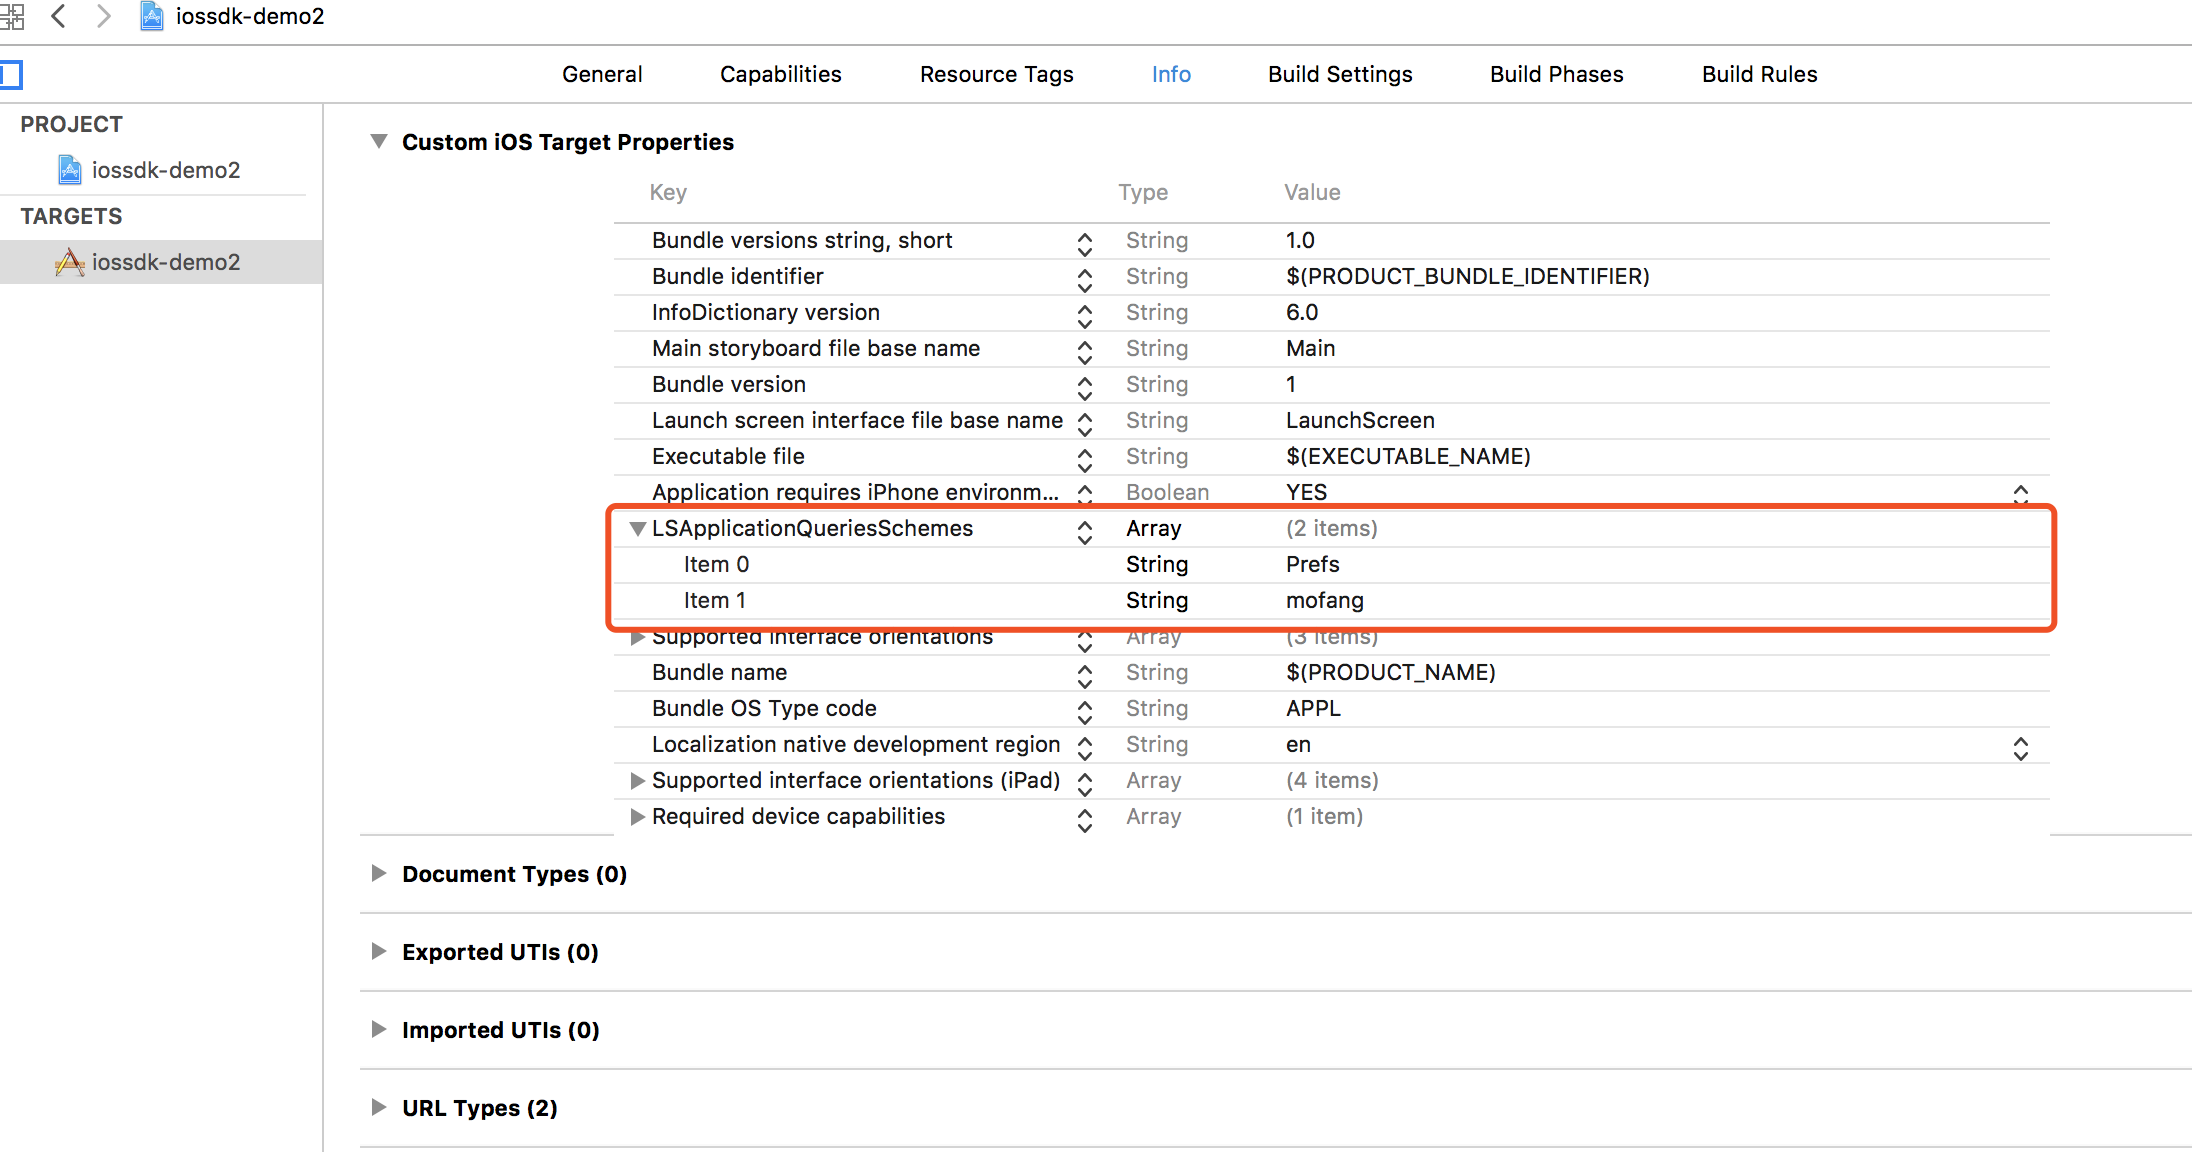 iossdk-demo2
General Capabilities Resource Tags Info Build Settings Build Phases Build Rules
PROJECT
iossdk-demo2
TARGETS
iossdk-demo2
Custom iOS Target Properties
Key Type Value
Bundle versions string, short String 1.0
Bundle identifier String $(PRODUCT_BUNDLE_IDENTIFIER)
InfoDictionary version String 6.0
Main storyboard file base name String Main
Bundle version String 1
Launch screen interface file base name String LaunchScreen
Executable file String $(EXECUTABLE_NAME)
Application requires iPhone environm... Boolean YES
LSApplicationQueriesSchemes Array (2 items)
Item 0 String Prefs
Item 1 String mofang
Supported interface orientations Array (3 items)
Bundle name String $(PRODUCT_NAME)
Bundle OS Type code String APPL
Localization native development region String en
Supported interface orientations (iPad) Array (4 items)
Required device capabilities Array (1 item)
Document Types (0)
Exported UTIs (0)
Imported UTIs (0)
URL Types (2)